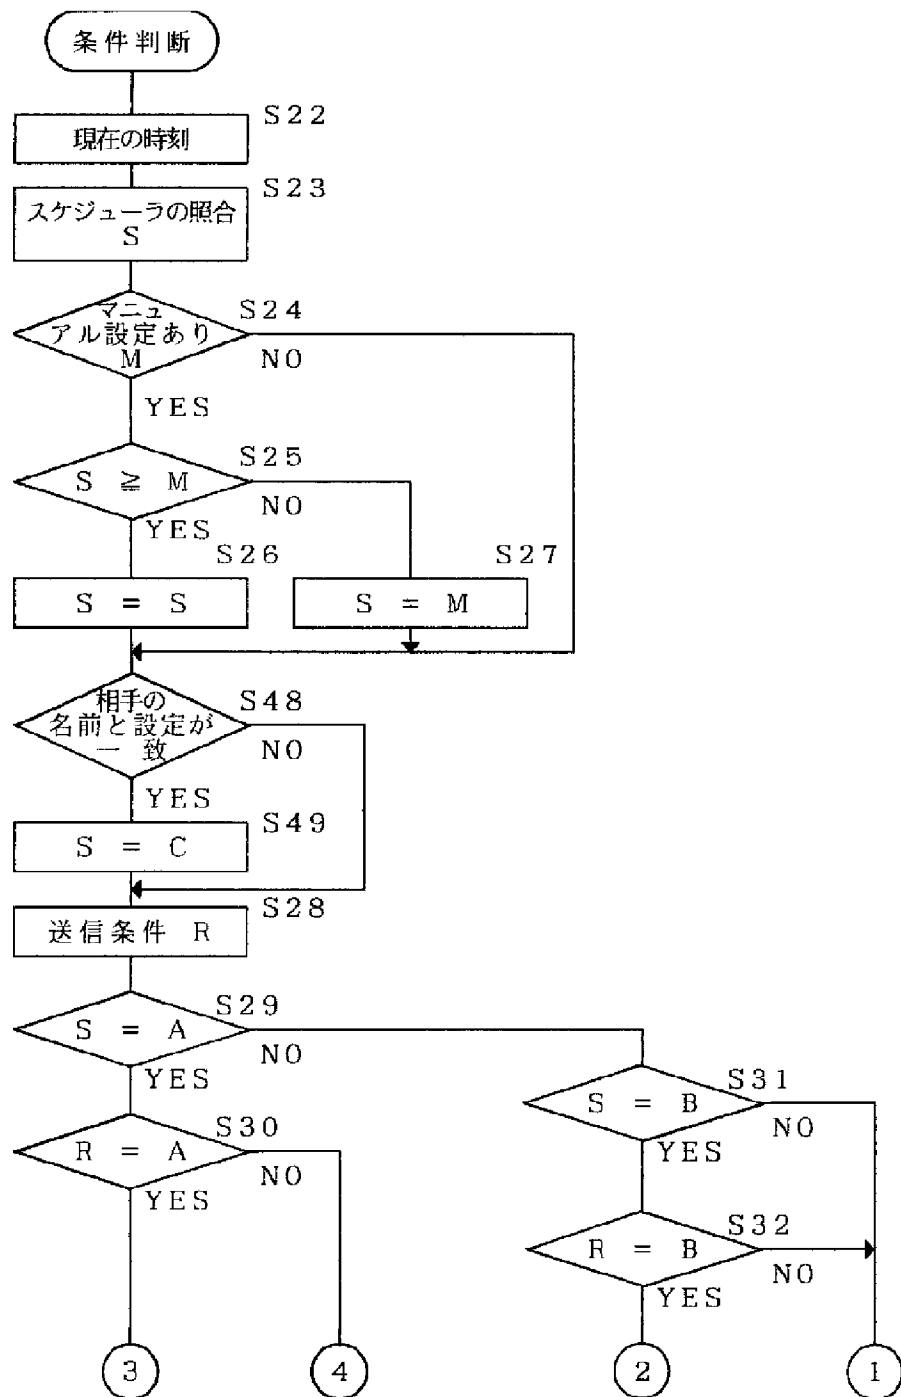 条件判断
S22
現在の時刻
S23
スケジューラの照合
S
S24
マニュ
アル設定あり
M
NO
YES
S25
S ≧ M
NO
YES
S26
S27
S = S
S = M
S48
相手の
名前と設定が
一致
NO
YES
S49
S = C
S28
送信条件 R
S29
S = A
NO
YES
S31
S = B
NO
YES
S30
R = A
NO
YES
S32
R = B
NO
YES
3
4
2
1